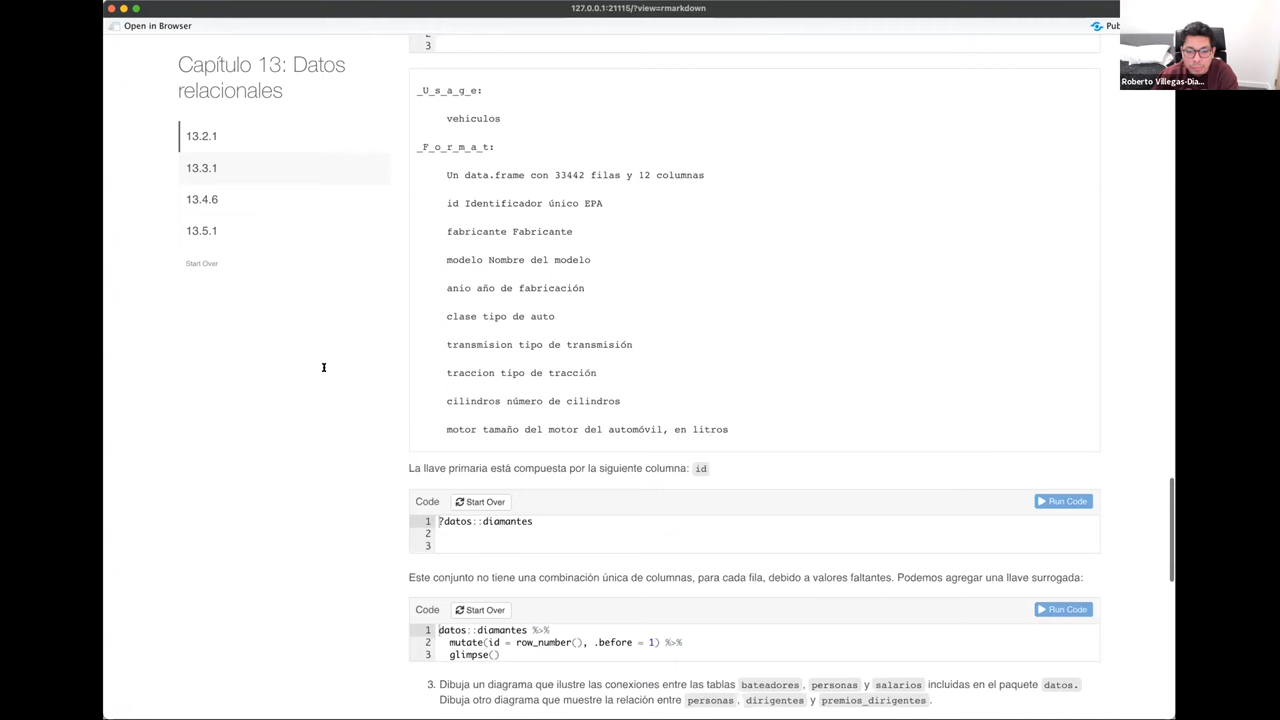 127.0.0.1:21115/?view=rmarkdown
Open in Browser
Roberto Villegas-Dia...
Capítulo 13: Datos
relacionales
13.2.1
13.3.1
13.4.6
13.5.1
Start Over
3
_U_s_a_g_e:
vehiculos
_F_o_r_m_a_t:
Un data.frame con 33442 filas y 12 columnas
id Identificador único EPA
fabricante Fabricante
modelo Nombre del modelo
anio año de fabricación
clase tipo de auto
transmision tipo de transmisión
traccion tipo de tracción
cilindros número de cilindros
motor tamaño del motor del automóvil, en litros
La llave primaria está compuesta por la siguiente columna: id
Code Start Over Run Code
1 ?datos::diamantes
2
3
Este conjunto no tiene una combinación única de columnas, para cada fila, debido a valores faltantes. Podemos agregar una llave surrogada:
Code Start Over Run Code
1 datos::diamantes %>%
2 mutate(id = row_number(), .before = 1) %>%
3 glimpse()
3. Dibuja un diagrama que ilustre las conexiones entre las tablas bateadores, personas y salarios incluidas en el paquete datos.
Dibuja otro diagrama que muestre la relación entre personas, dirigentes y premios_dirigentes.